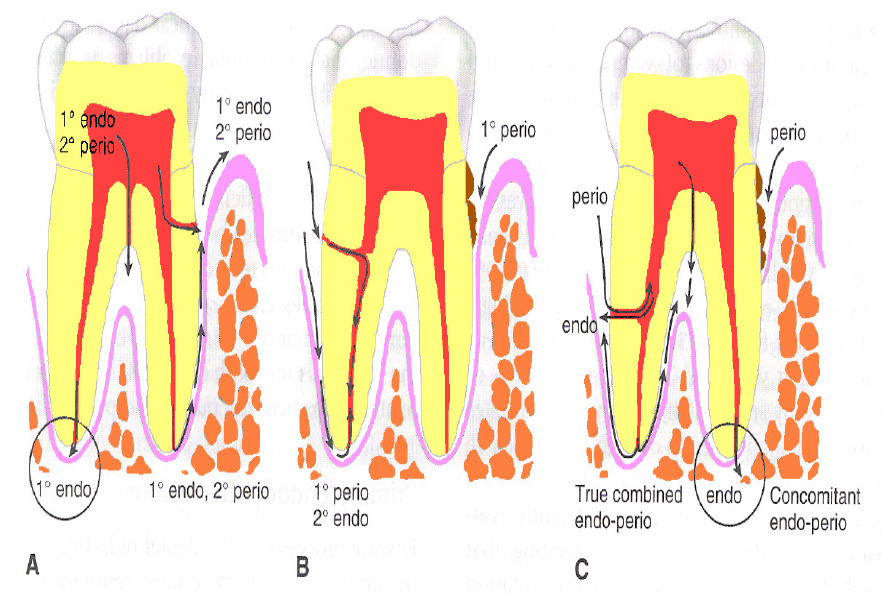 1° endo
2° perio
1° endo
2° perio
1° endo
1° endo, 2° perio
A
1° perio
1° perio
2° endo
B
perio
perio
endo
True combined
endo-perio
endo
Concomitant
endo-perio
C